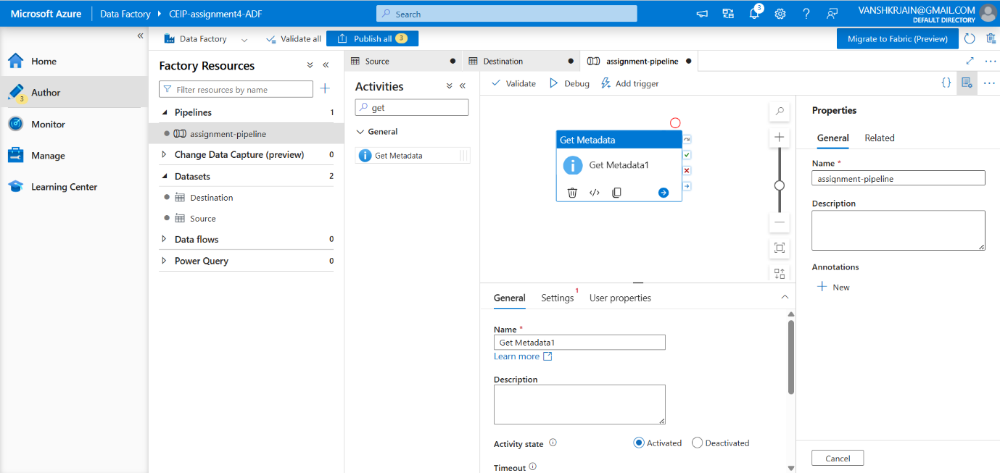 Microsoft Azure
Data Factory
CEIP-assignment4-ADF
Search
3
VANSHKRJAIN@GMAIL.COM
DEFAULT DIRECTORY
Data Factory
Validate all
Publish all 3
Migrate to Fabric (Preview)
Home
Author
3
Monitor
Manage
Learning Center
Factory Resources
Filter resources by name
Pipelines 1
assignment-pipeline
Change Data Capture (preview) 0
Datasets 2
Destination
Source
Data flows 0
Power Query 0
Source
Destination
assignment-pipeline
Activities
get
General
Get Metadata
Validate
Debug
Add trigger
Get Metadata
Get Metadata1
General
Settings 1
User properties
Name *
Get Metadata1
Learn more
Description
Activity state
Activated
Deactivated
Timeout
Properties
General
Related
Name *
assignment-pipeline
Description
Annotations
New
Cancel